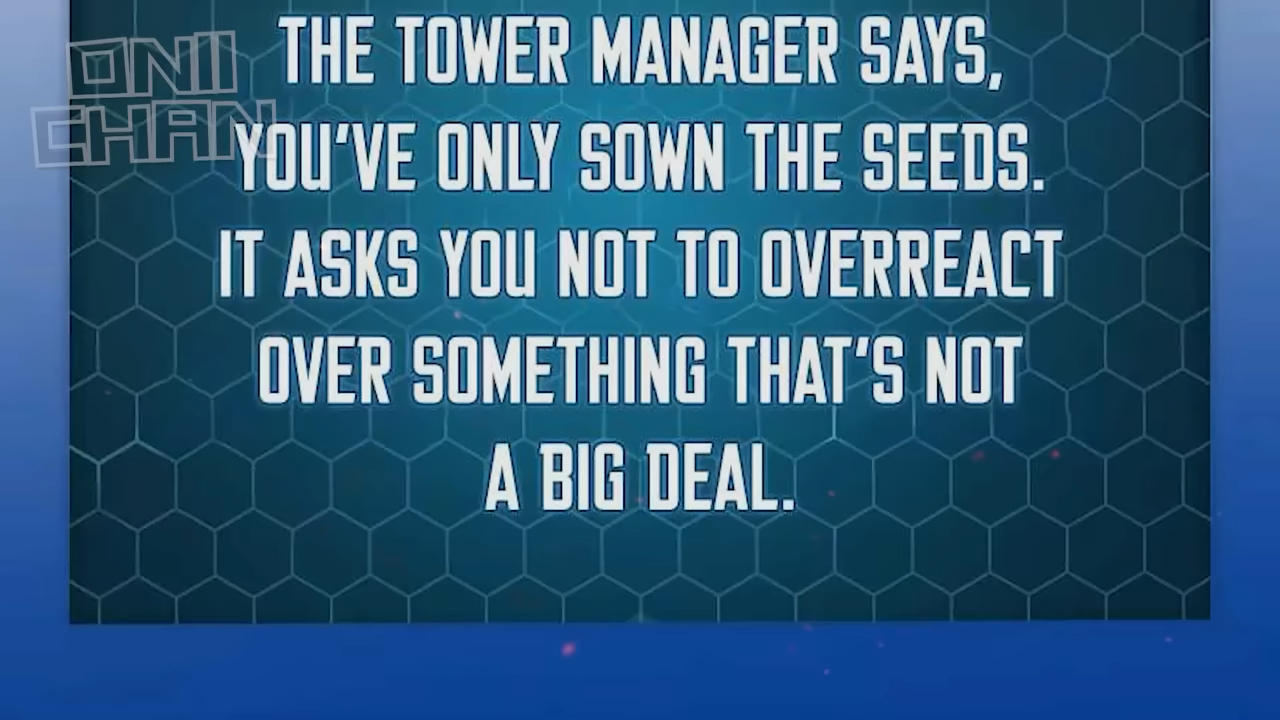 ONII
CHAN
THE TOWER MANAGER SAYS,
YOU'VE ONLY SOWN THE SEEDS.
IT ASKS YOU NOT TO OVERREACT
OVER SOMETHING THAT'S NOT
A BIG DEAL.